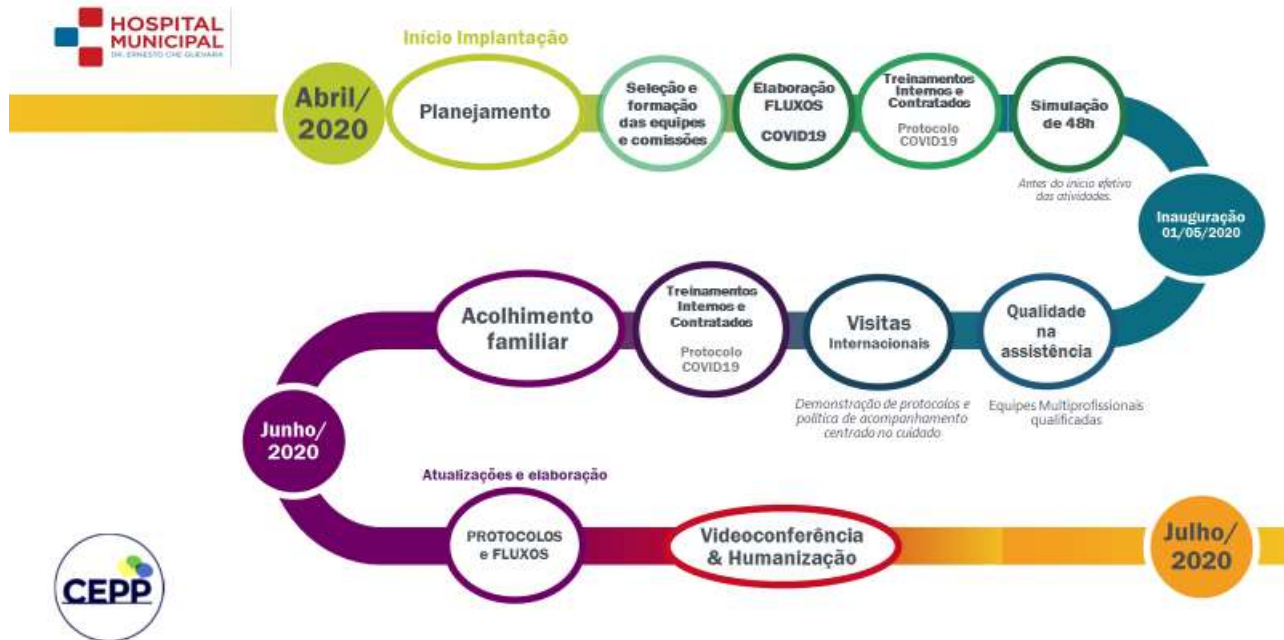 HOSPITAL
MUNICIPAL
DR. ERNESTO CHE GUEVARA
Início Implantação
Abril/
2020
Planejamento
Seleção e
formação
das equipes
e comissões
Elaboração
FLUXOS
COVID19
Treinamentos
Internos e
Contratados
Protocolo
COVID19
Simulação
de 48h
Antes do início efetivo
das atividades.
Inauguração
01/05/2020
Qualidade
na
assistência
Equipes Multiprofissionais
qualificadas
Visitas
Internacionais
Demonstração de protocolos e
política de acompanhamento
centrado no cuidado
Treinamentos
Internos e
Contratados
Protocolo
COVID19
Acolhimento
familiar
Junho/
2020
Atualizações e elaboração
PROTOCOLOS
e FLUXOS
Videoconferência
& Humanização
Julho/
2020
CEPP